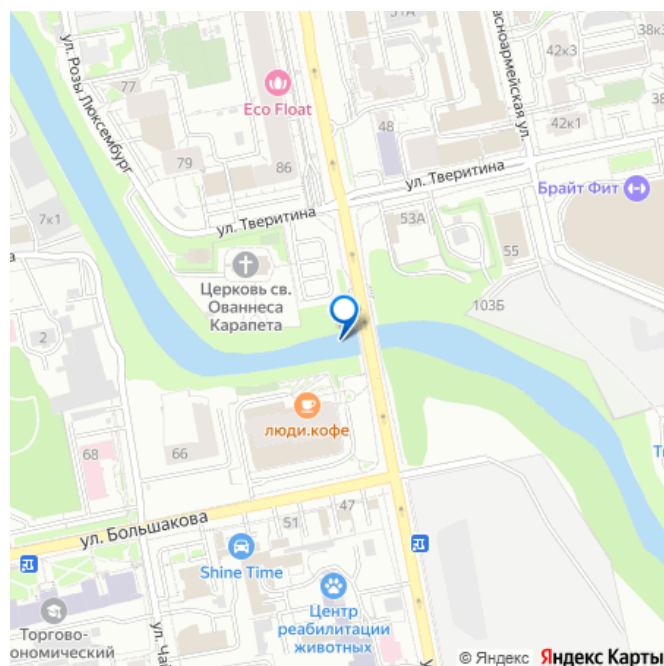 51А
38к3
42к3
38
ул. Розы Люксембург
77
Eco Float
48
42к1
79
86
ул. Тверитина
Брайт Фит
7к1
ул. Тверитина
53А
55
Церковь св.
Ованнеса
Карапета
103Б
2
люди.кофе
68
66
ул. Большакова
51
47
Shine Time
Центр
реабилитации
животных
Торгово-
© Яндекс
Яндекс Карты